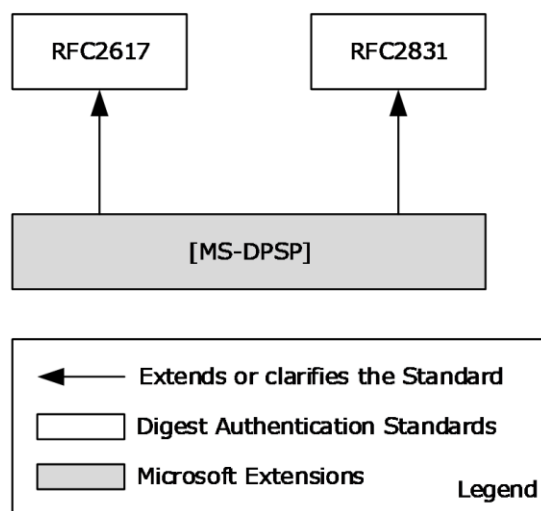 RFC2617
RFC2831
[MS-DPSP]
Extends or clarifies the Standard
Digest Authentication Standards
Microsoft Extensions
Legend